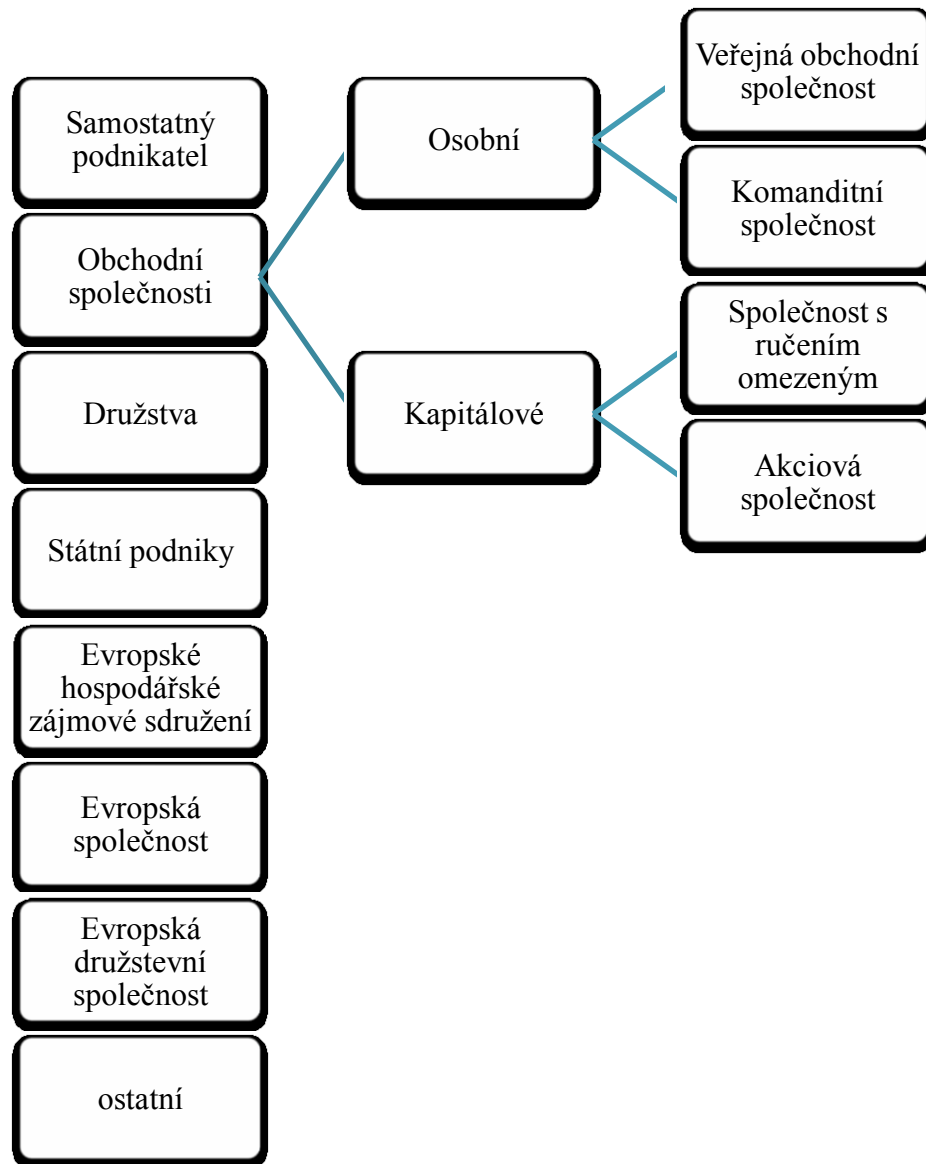 Samostatný
podnikatel
Obchodní
společnosti
Osobní
Veřejná obchodní
společnost
Komanditní
společnost
Kapitálové
Společnost s
ručením
omezeným
Akciová
společnost
Družstva
Státní podniky
Evropské
hospodářské
zájmové sdružení
Evropská
společnost
Evropská
družstevní
společnost
ostatní